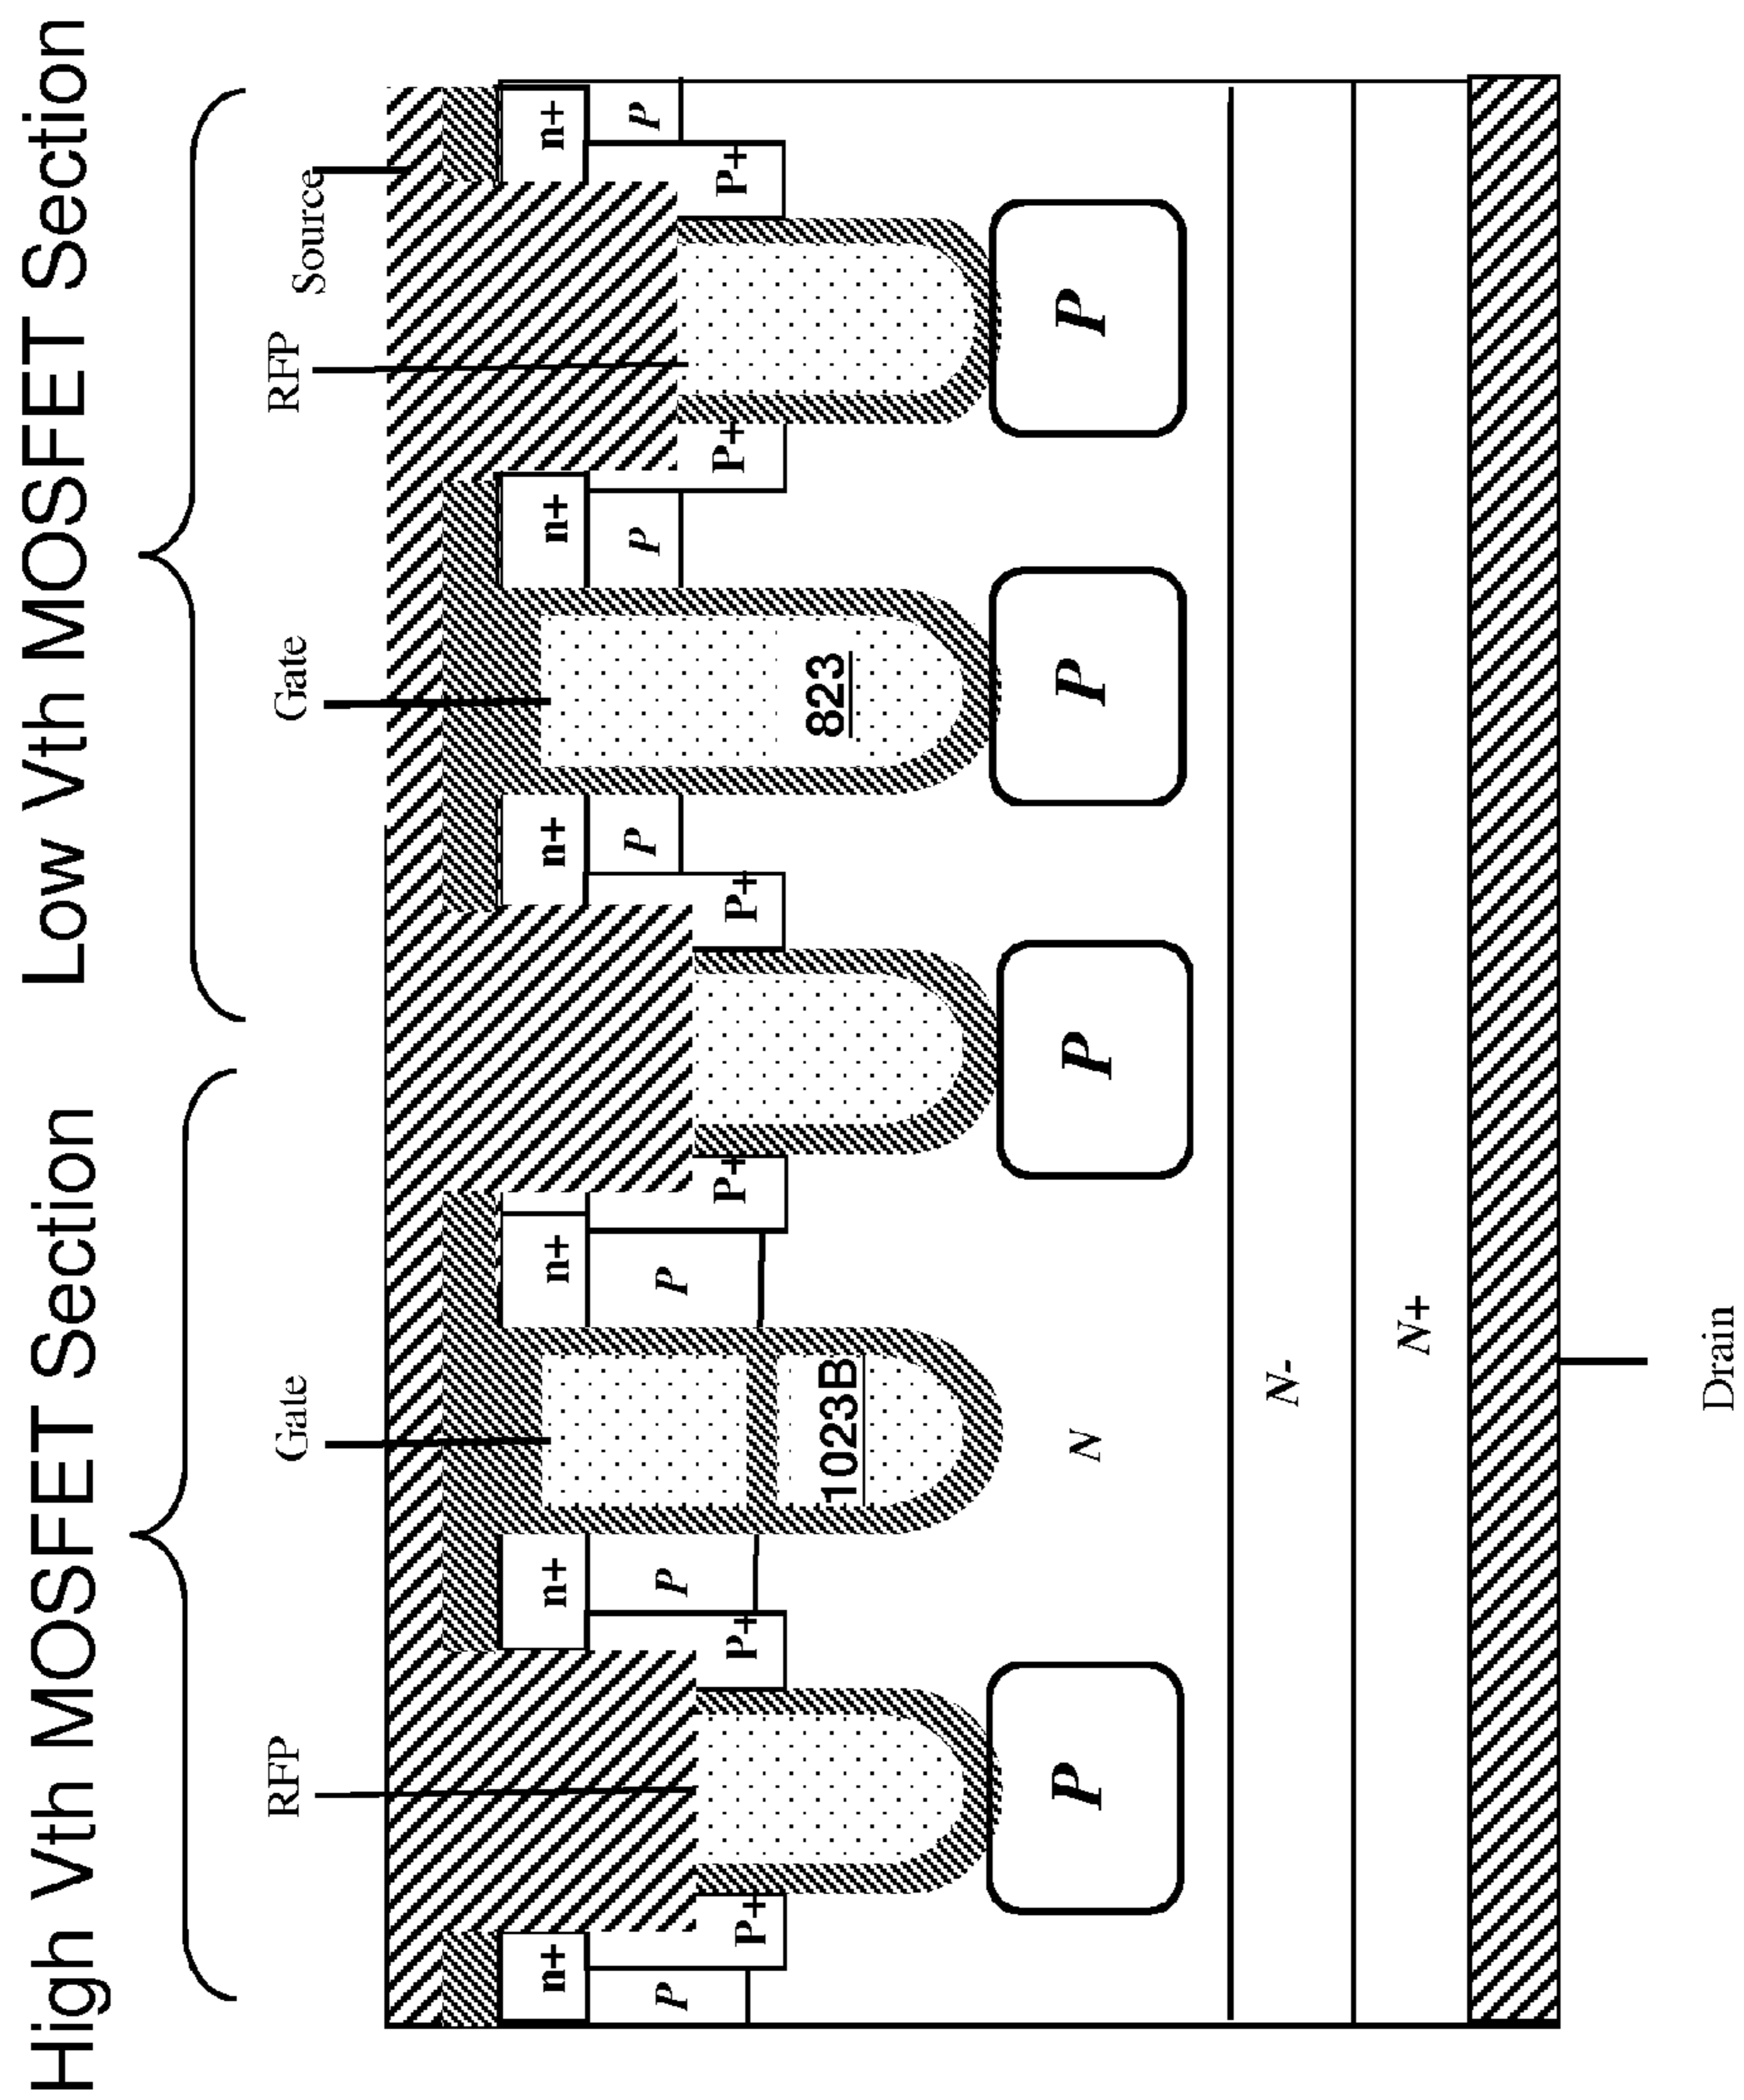 High Vth MOSFET Section Low Vth MOSFET Section
RFP Gate Gate RFP Source
n+ n+ n+ n+ n+ n+
P P P P P P
P+ P+ P+ P+ P+ P+
1023B 823
P N P P P
N-
N+
Drain